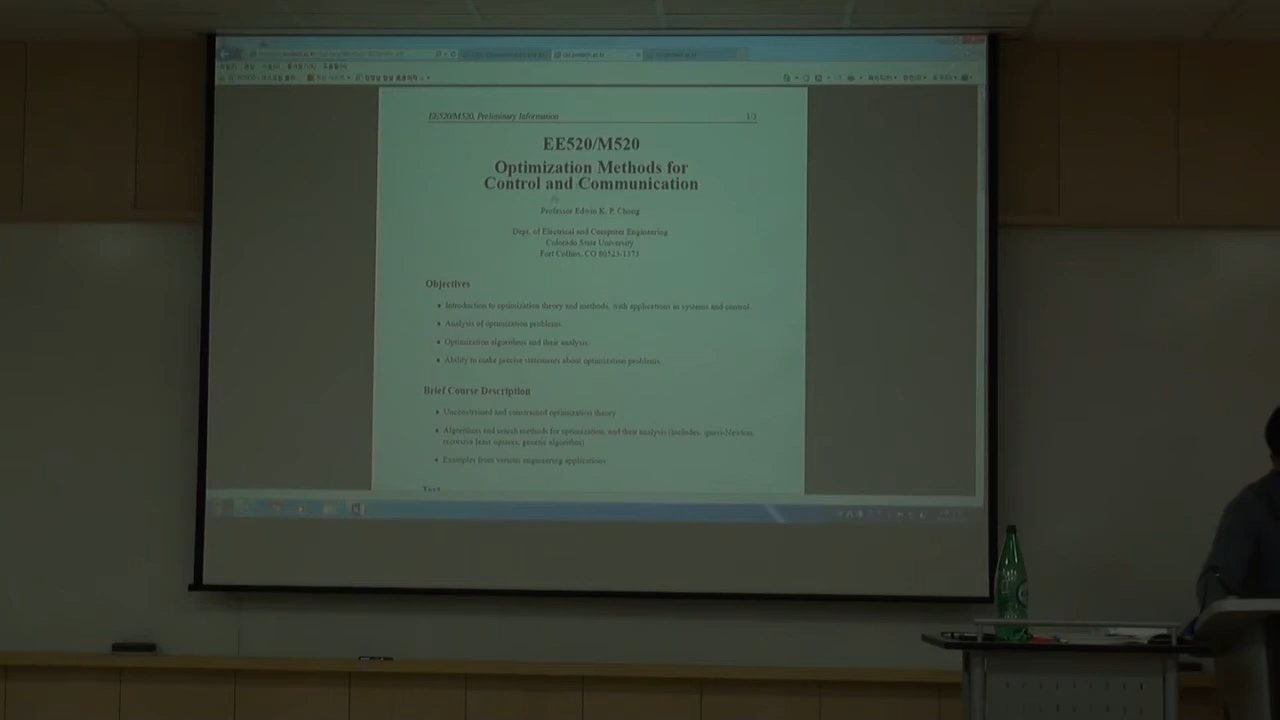 EE520/M520, Preliminary Information 1/3
EE520/M520
Optimization Methods for
Control and Communication
Professor Edwin K. P. Chong
Dept. of Electrical and Computer Engineering
Colorado State University
Fort Collins, CO 80523-1373
Objectives
• Introduction to optimization theory and methods, with applications in systems and control.
• Analysis of optimization problems.
• Optimization algorithms and their analysis.
• Ability to make precise statements about optimization problems.
Brief Course Description
• Unconstrained and constrained optimization theory
• Algorithms and search methods for optimization, and their analysis (includes, quasi-Newton,
recursive least squares, genetic algorithm)
• Examples from various engineering applications
Text